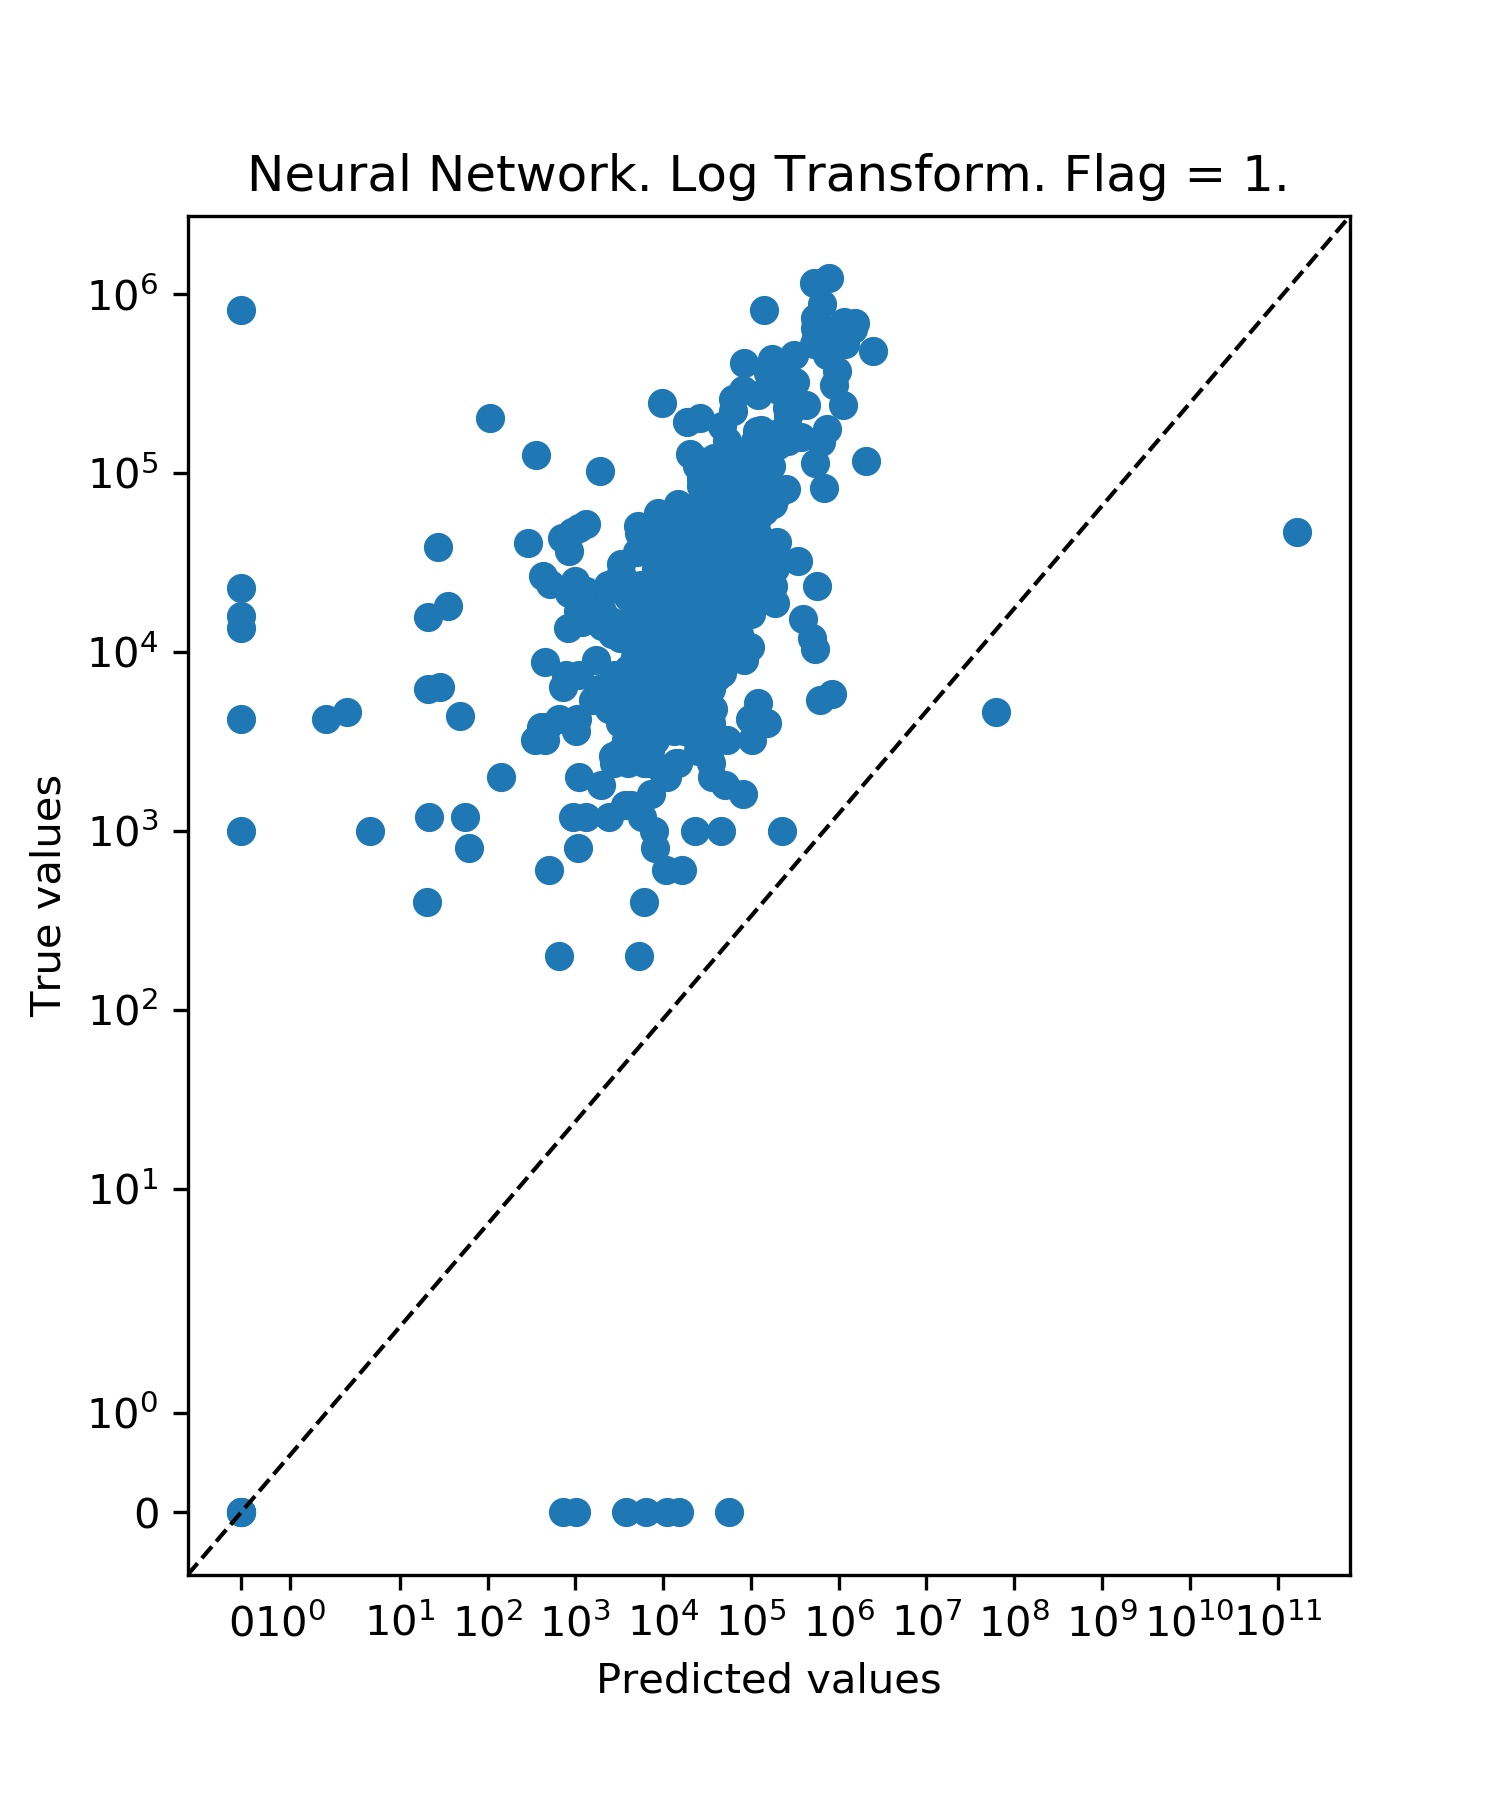 Neural Network. Log Transform. Flag = 1.
10⁶
10⁵
10⁴
10³
10²
10¹
10⁰
0
True values
0 10⁰ 10¹ 10² 10³ 10⁴ 10⁵ 10⁶ 10⁷ 10⁸ 10⁹ 10¹⁰ 10¹¹
Predicted values